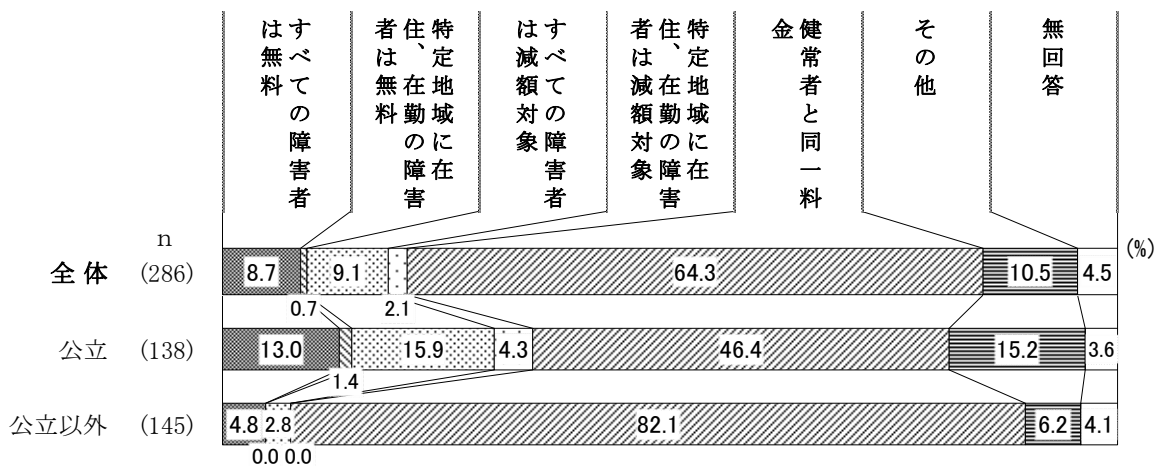 すべての障害者
は無料
特定地域に在
住、在勤の障害
者は無料
すべての障害者
は減額対象
特定地域に在
住、在勤の障害
者は減額対象
健常者と同一料
金
その他
無回答
n
(%)
全体 (286) 8.7 9.1 64.3 10.5 4.5
0.7 2.1
公立 (138) 13.0 15.9 4.3 46.4 15.2 3.6
1.4
公立以外 (145) 4.8 2.8 82.1 6.2 4.1
0.0 0.0